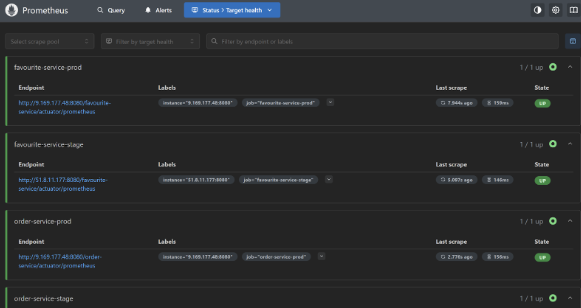 Prometheus
Query
Alerts
Status > Target health
Select scrape pool
Filter by target health
Filter by endpoint or labels
favourite-service-prod
1 / 1 up
Endpoint Labels Last scrape State
http://9.169.177.48:8080/favourite-
service/actuator/prometheus
instance="9.169.177.48:8080" job="favourite-service-prod" 7.944s ago 159ms UP
favourite-service-stage
1 / 1 up
Endpoint Labels Last scrape State
http://51.8.11.177:8080/favourite-
service/actuator/prometheus
instance="51.8.11.177:8080" job="favourite-service-stage" 146ms UP
order-service-prod
1 / 1 up
Endpoint Labels Last scrape State
http://9.169.177.48:8080/order-
service/actuator/prometheus
instance="9.169.177.48:8080" job="order-service-prod" 2.776s ago 156ms UP
order-service-stage
1 / 1 up